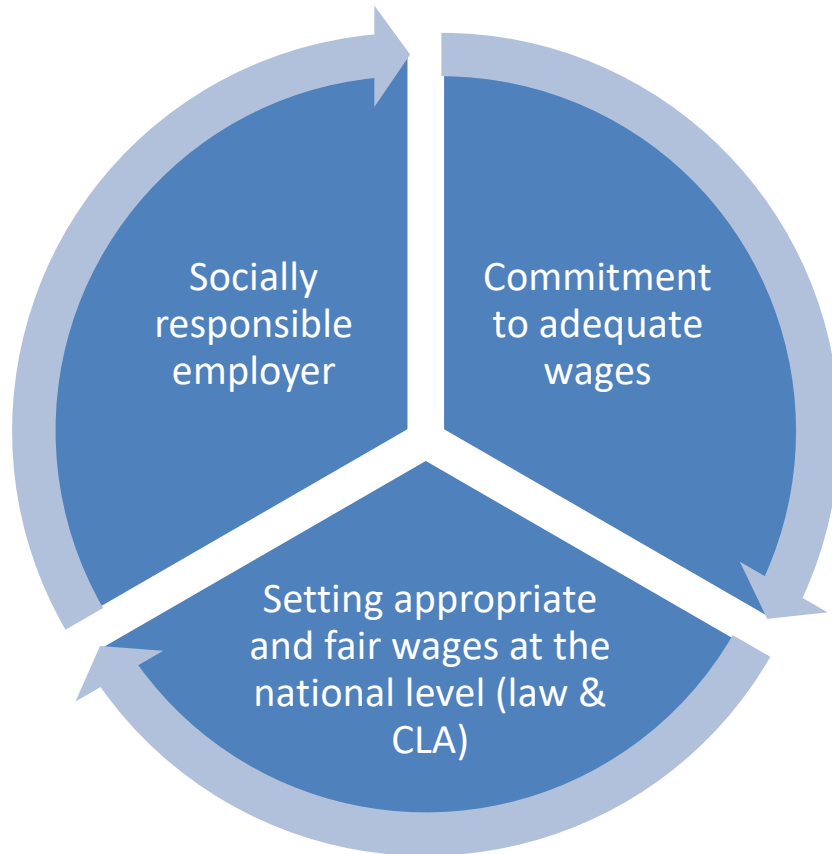 Socially
responsible
employer
Commitment
to adequate
wages
Setting appropriate
and fair wages at the
national level (law &
CLA)